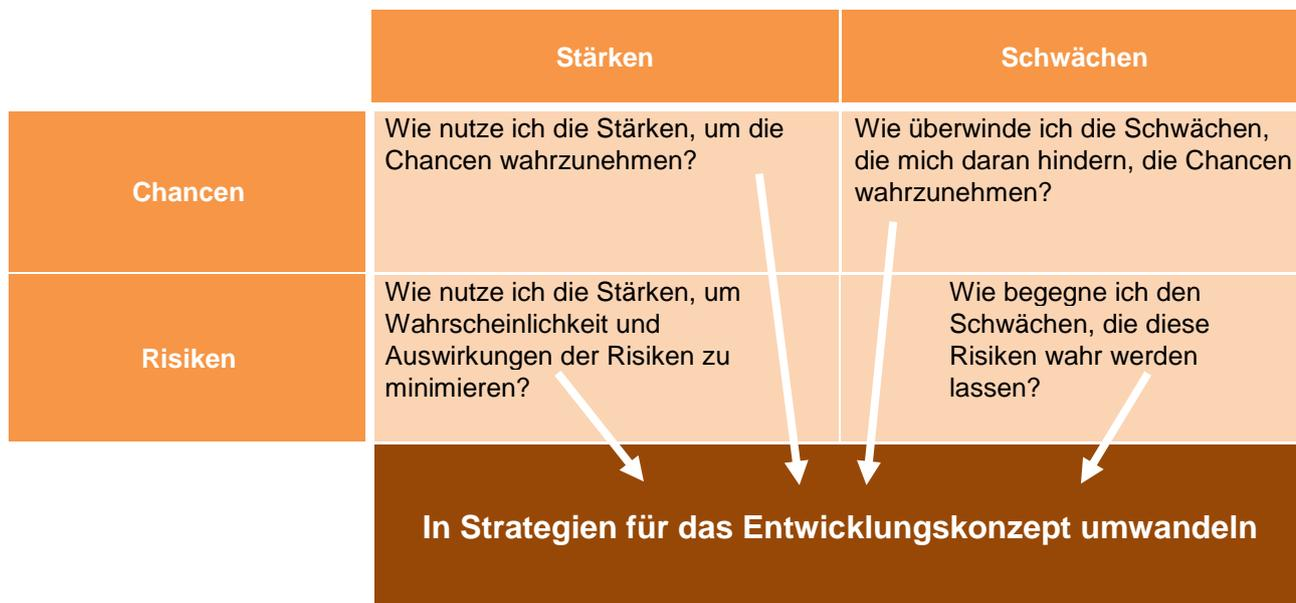 Stärken
Schwächen
Chancen
Wie nutze ich die Stärken, um die
Chancen wahrzunehmen?
Wie überwinde ich die Schwächen,
die mich daran hindern, die Chancen
wahrzunehmen?
Risiken
Wie nutze ich die Stärken, um
Wahrscheinlichkeit und
Auswirkungen der Risiken zu
minimieren?
Wie begegne ich den
Schwächen, die diese
Risiken wahr werden
lassen?
In Strategien für das Entwicklungskonzept umwandeln